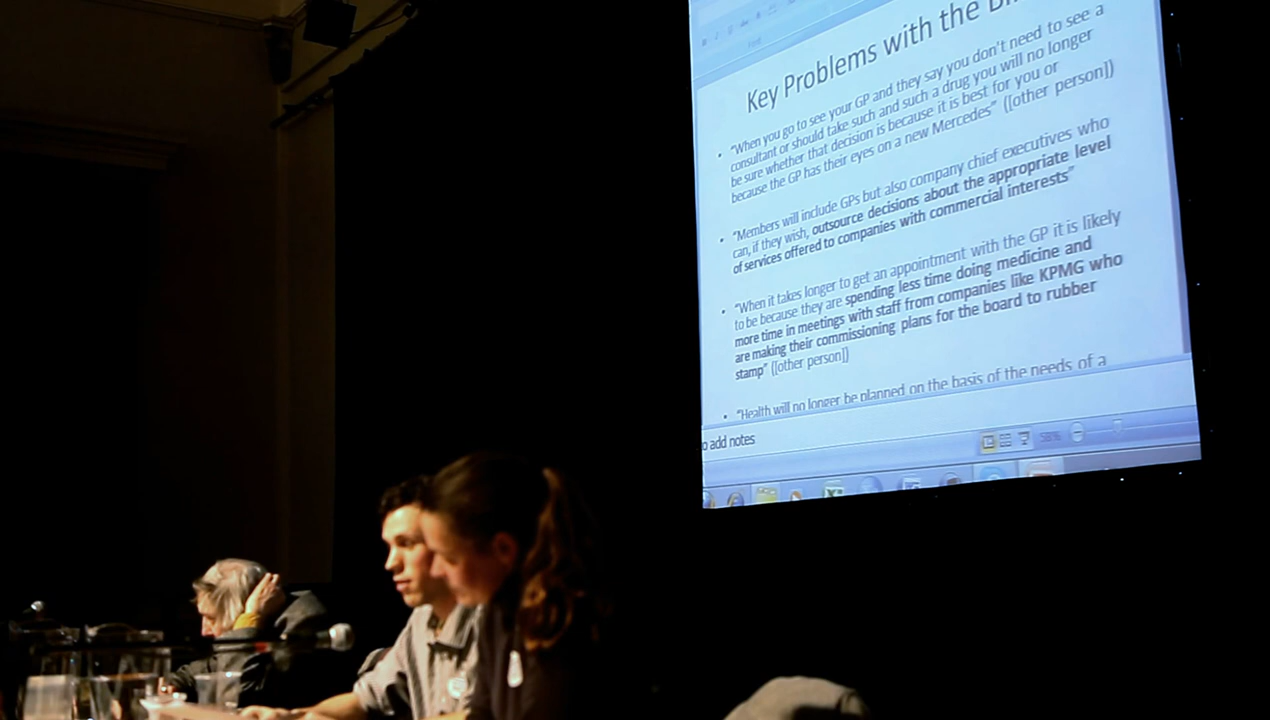 Key Problems with the
• "When you go to see your GP and they say you don't need to see a
consultant or should take such and such a drug you will no longer
be sure whether that decision is because it is best for you or
because the GP has their eyes on a new Mercedes" ([other person])
• "Members will include GPs but also company chief executives who
can, if they wish, outsource decisions about the appropriate level
of services offered to companies with commercial interests"
• "When it takes longer to get an appointment with the GP it is likely
to be because they are spending less time doing medicine and
more time in meetings with staff from companies like KPMG who
are making their commissioning plans for the board to rubber
stamp" ([other person])
• "Health will no longer be planned on the basis of the needs of a
o add notes